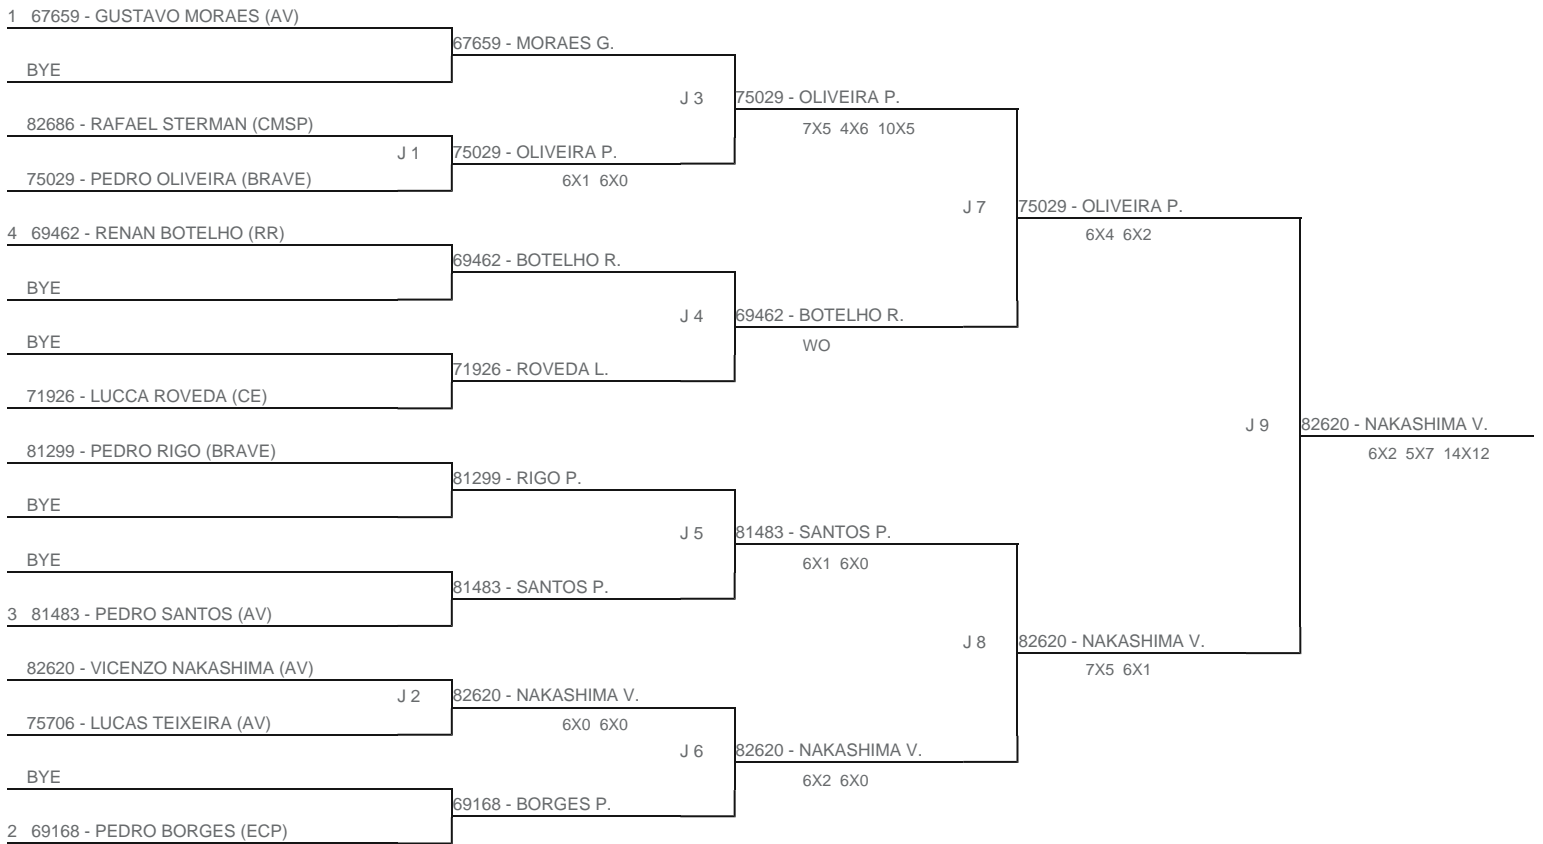 1 67659 - GUSTAVO MORAES (AV)
67659 - MORAES G.
BYE
J 3
75029 - OLIVEIRA P.
7X5 4X6 10X5
82686 - RAFAEL STERMAN (CMSP)
J 1
75029 - OLIVEIRA P.
6X1 6X0
75029 - PEDRO OLIVEIRA (BRAVE)
J 7
75029 - OLIVEIRA P.
6X4 6X2
4 69462 - RENAN BOTELHO (RR)
69462 - BOTELHO R.
BYE
J 4
69462 - BOTELHO R.
WO
BYE
71926 - ROVEDA L.
71926 - LUCCA ROVEDA (CE)
J 9
82620 - NAKASHIMA V.
6X2 5X7 14X12
81299 - PEDRO RIGO (BRAVE)
81299 - RIGO P.
BYE
J 5
81483 - SANTOS P.
6X1 6X0
BYE
81483 - SANTOS P.
3 81483 - PEDRO SANTOS (AV)
J 8
82620 - NAKASHIMA V.
7X5 6X1
82620 - VICENZO NAKASHIMA (AV)
J 2
82620 - NAKASHIMA V.
6X0 6X0
75706 - LUCAS TEIXEIRA (AV)
J 6
82620 - NAKASHIMA V.
6X2 6X0
BYE
69168 - BORGES P.
2 69168 - PEDRO BORGES (ECP)